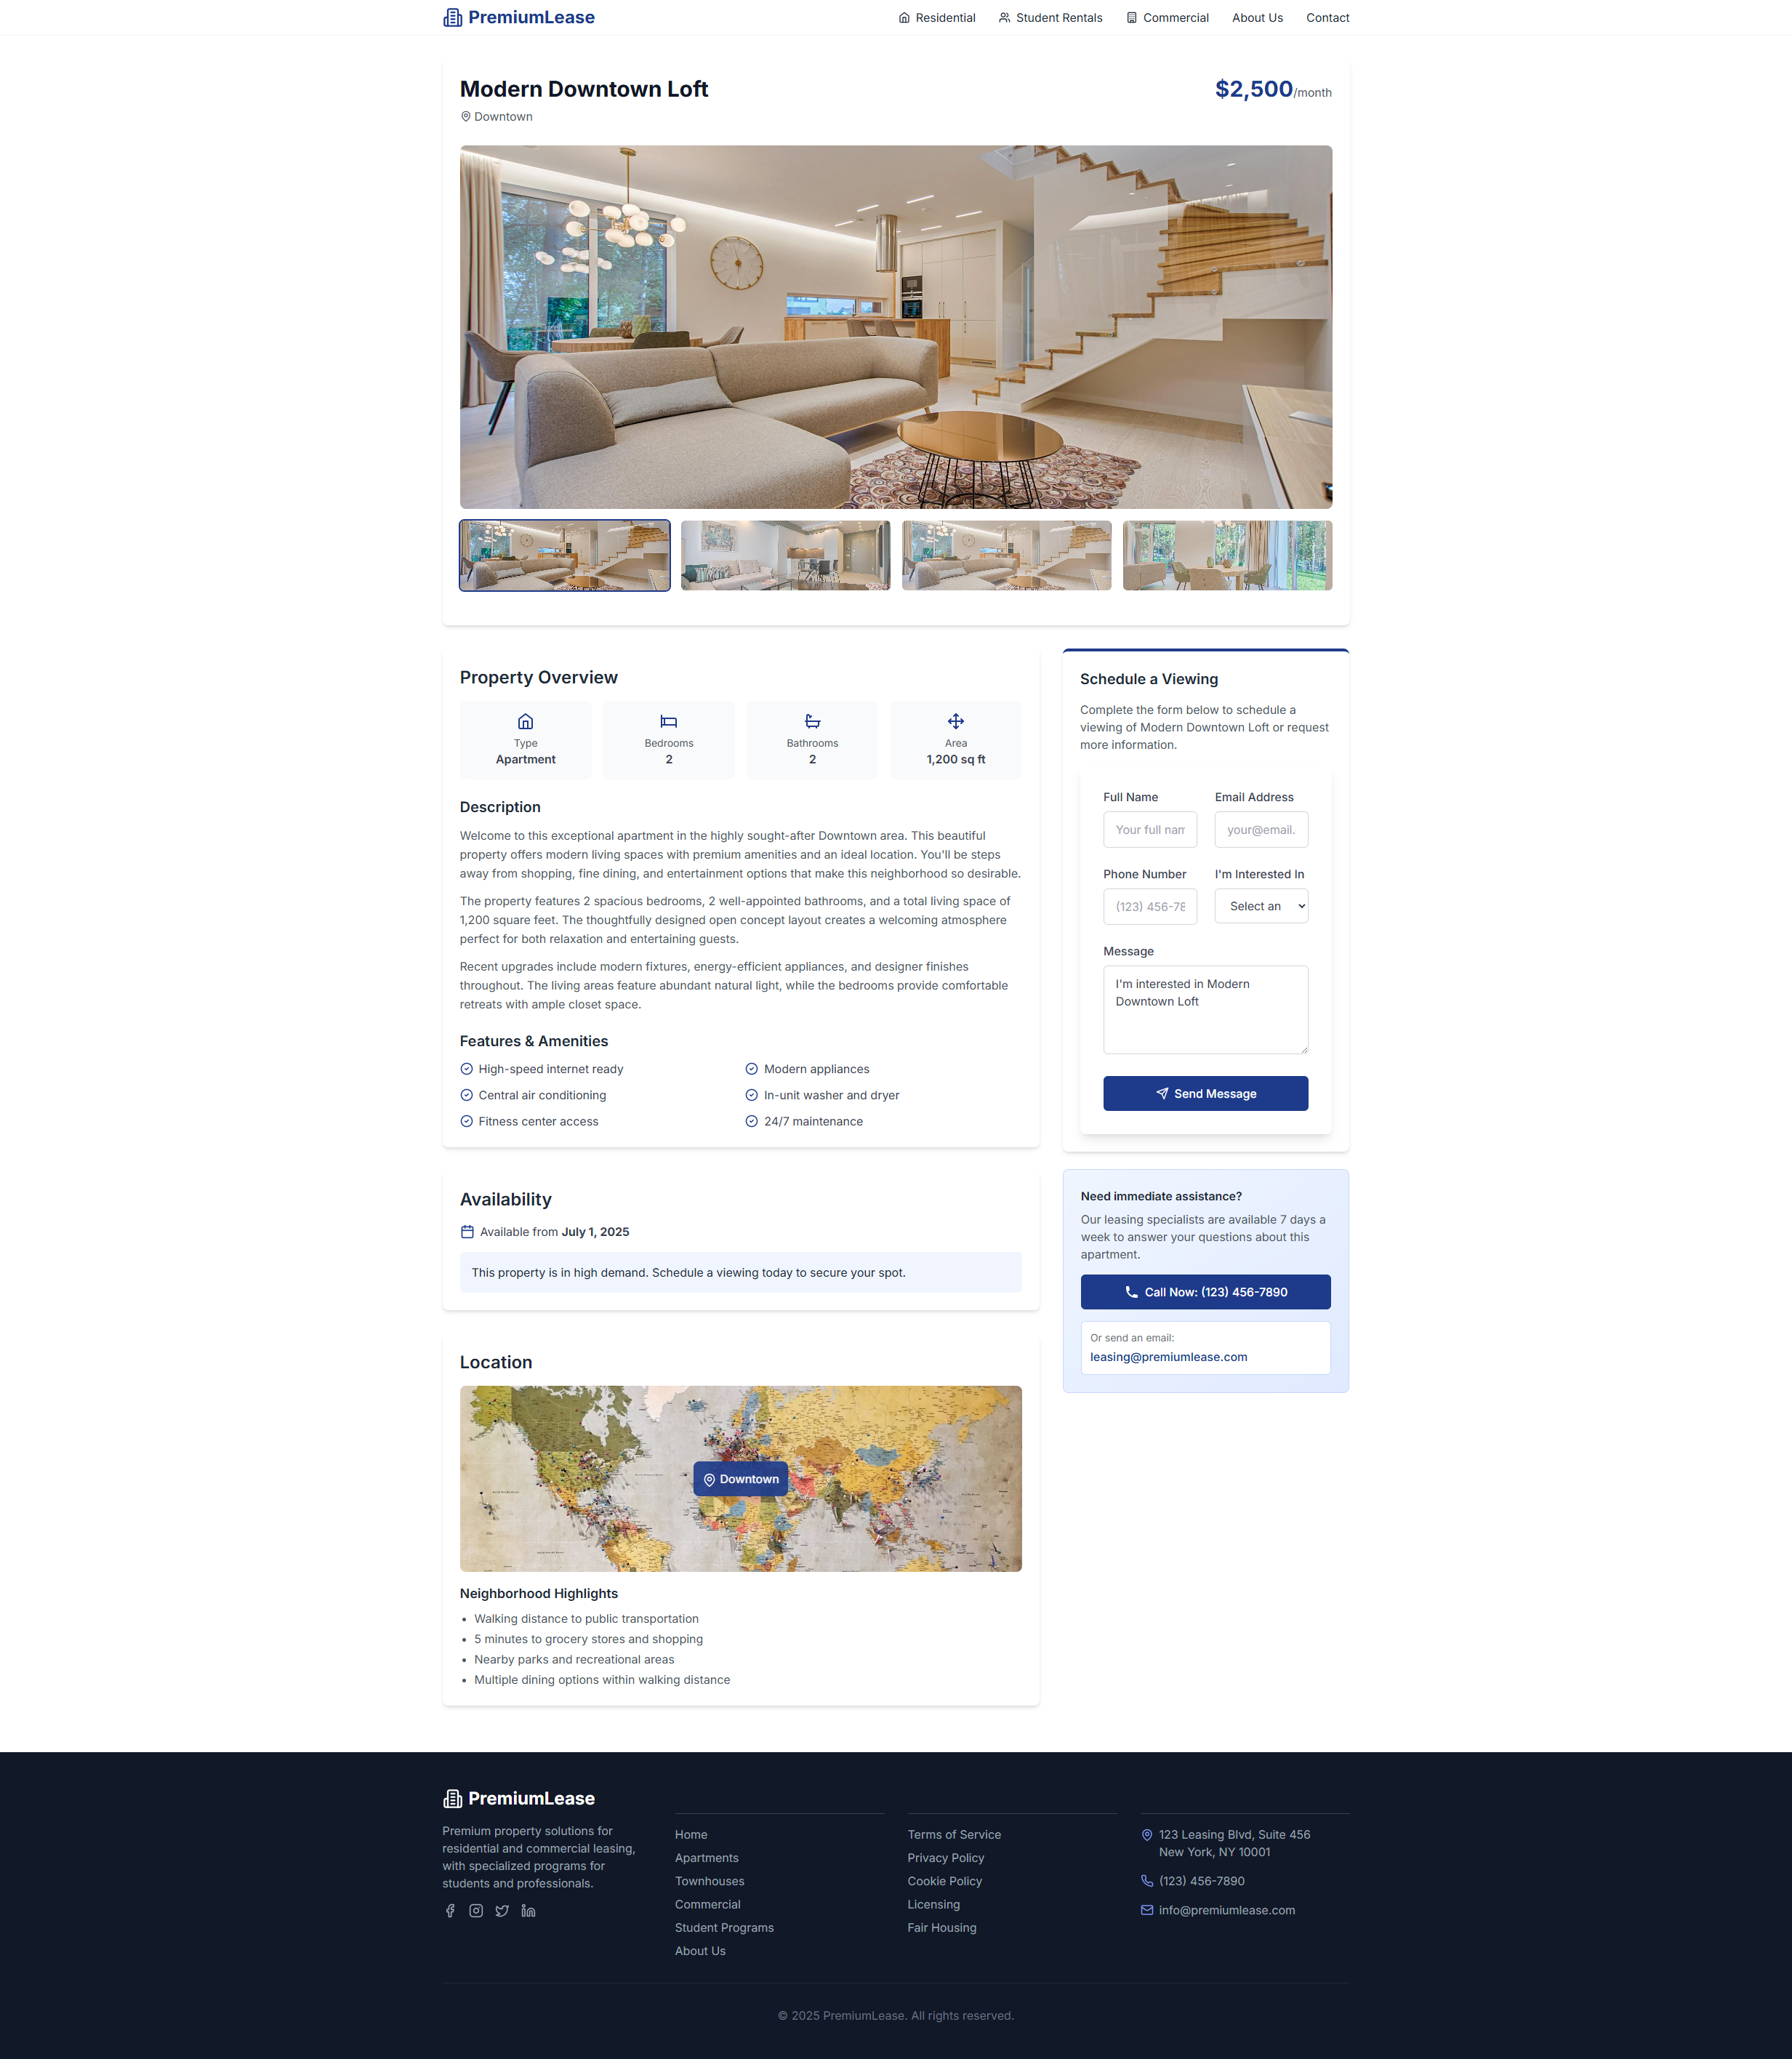 PremiumLease
Residential
Student Rentals
Commercial
About Us
Contact
Modern Downtown Loft
$2,500/month
Downtown
Property Overview
Type
Apartment
Bedrooms
2
Bathrooms
2
Area
1,200 sq ft
Description
Welcome to this exceptional apartment in the highly sought-after Downtown area. This beautiful
property offers modern living spaces with premium amenities and an ideal location. You'll be steps
away from shopping, fine dining, and entertainment options that make this neighborhood so desirable.
The property features 2 spacious bedrooms, 2 well-appointed bathrooms, and a total living space of
1,200 square feet. The thoughtfully designed open concept layout creates a welcoming atmosphere
perfect for both relaxation and entertaining guests.
Recent upgrades include modern fixtures, energy-efficient appliances, and designer finishes
throughout. The living areas feature abundant natural light, while the bedrooms provide comfortable
retreats with ample closet space.
Features & Amenities
High-speed internet ready
Modern appliances
Central air conditioning
In-unit washer and dryer
Fitness center access
24/7 maintenance
Availability
Available from July 1, 2025
This property is in high demand. Schedule a viewing today to secure your spot.
Location
Downtown
Neighborhood Highlights
• Walking distance to public transportation
• 5 minutes to grocery stores and shopping
• Nearby parks and recreational areas
• Multiple dining options within walking distance
Schedule a Viewing
Complete the form below to schedule a
viewing of Modern Downtown Loft or request
more information.
Full Name
Email Address
Your full nam
your@email.
Phone Number
I'm Interested In
(123) 456-78
Select an
Message
I'm interested in Modern
Downtown Loft
Send Message
Need immediate assistance?
Our leasing specialists are available 7 days a
week to answer your questions about this
apartment.
Call Now: (123) 456-7890
Or send an email:
leasing@premiumlease.com
PremiumLease
Premium property solutions for
residential and commercial leasing,
with specialized programs for
students and professionals.
Home
Apartments
Townhouses
Commercial
Student Programs
About Us
Terms of Service
Privacy Policy
Cookie Policy
Licensing
Fair Housing
123 Leasing Blvd, Suite 456
New York, NY 10001
(123) 456-7890
info@premiumlease.com
© 2025 PremiumLease. All rights reserved.